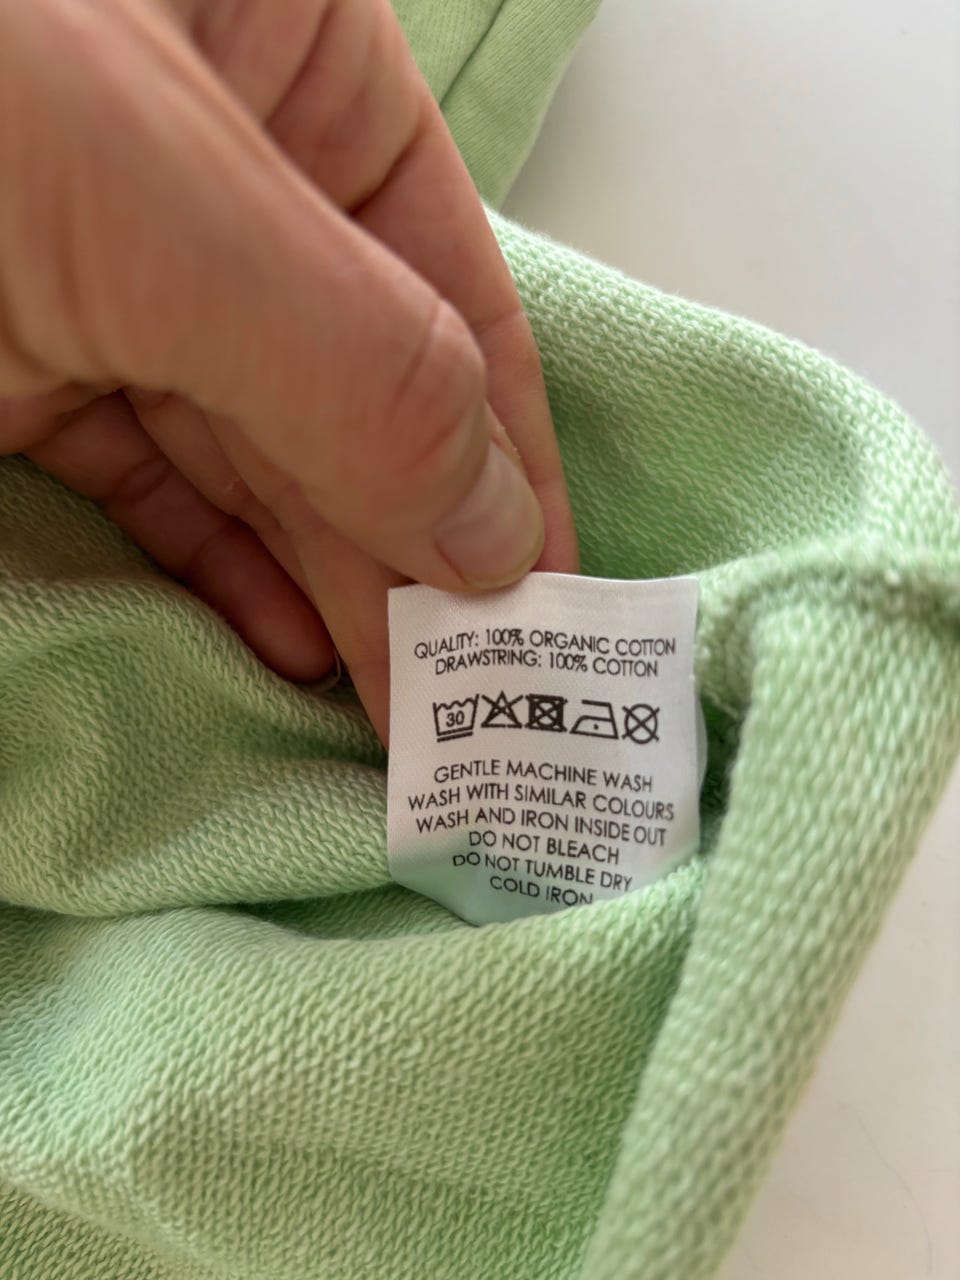 QUALITY: 100% ORGANIC COTTON
DRAWSTRING: 100% COTTON
30
GENTLE MACHINE WASH
WASH WITH SIMILAR COLOURS
WASH AND IRON INSIDE OUT
DO NOT BLEACH
DO NOT TUMBLE DRY
COLD IRON